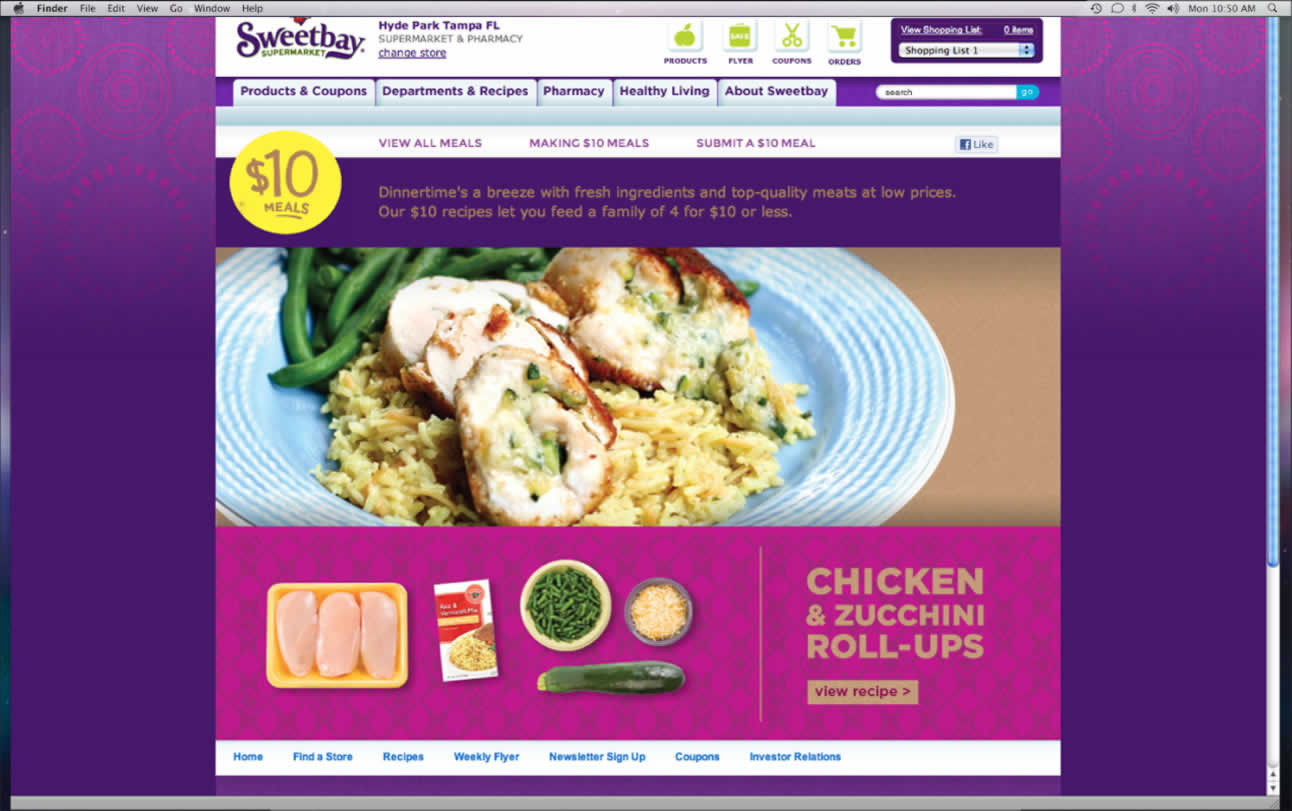 Finder File Edit View Go Window Help
Mon 10:50 AM
Sweetbay
SUPERMARKET
Hyde Park Tampa FL
SUPERMARKET & PHARMACY
change store
PRODUCTS
SAVE
FLYER
COUPONS
ORDERS
View Shopping List: 0 items
Shopping List 1
Products & Coupons
Departments & Recipes
Pharmacy
Healthy Living
About Sweetbay
search
go
VIEW ALL MEALS
MAKING $10 MEALS
SUBMIT A $10 MEAL
Like
$10
MEALS
Dinnertime's a breeze with fresh ingredients and top-quality meats at low prices.
Our $10 recipes let you feed a family of 4 for $10 or less.
Rice &
Vermicelli Mix
CHICKEN
& ZUCCHINI
ROLL-UPS
view recipe >
Home
Find a Store
Recipes
Weekly Flyer
Newsletter Sign Up
Coupons
Investor Relations